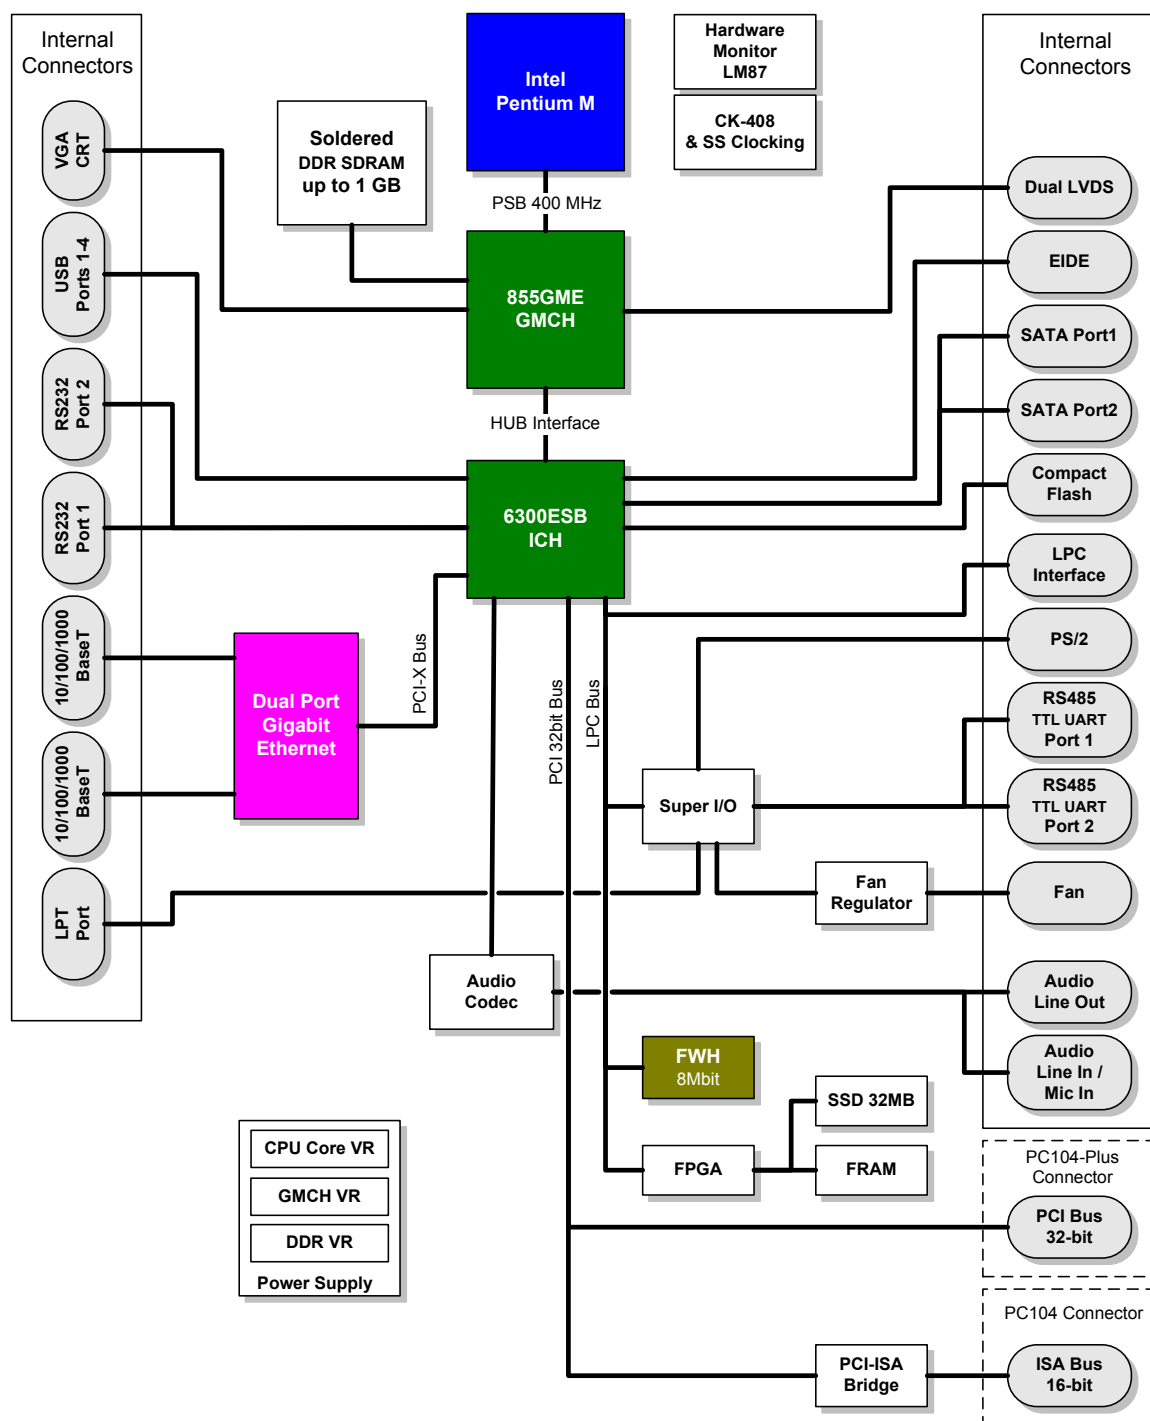 Internal
Connectors
VGA
CRT
USB
Ports 1-4
RS232
Port 2
RS232
Port 1
10/100/1000
BaseT
10/100/1000
BaseT
LPT
Port
Intel
Pentium M
Hardware
Monitor
LM87
CK-408
& SS Clocking
Soldered
DDR SDRAM
up to 1 GB
PSB 400 MHz
855GME
GMCH
HUB Interface
6300ESB
ICH
PCI-X Bus
PCI 32bit Bus
LPC Bus
Dual Port
Gigabit
Ethernet
Super I/O
Fan
Regulator
Audio
Codec
FWH
8Mbit
SSD 32MB
FPGA
FRAM
CPU Core VR
GMCH VR
DDR VR
Power Supply
PCI-ISA
Bridge
Internal
Connectors
Dual LVDS
EIDE
SATA Port1
SATA Port2
Compact
Flash
LPC
Interface
PS/2
RS485
TTL UART
Port 1
RS485
TTL UART
Port 2
Fan
Audio
Line Out
Audio
Line In /
Mic In
PC104-Plus
Connector
PCI Bus
32-bit
PC104 Connector
ISA Bus
16-bit